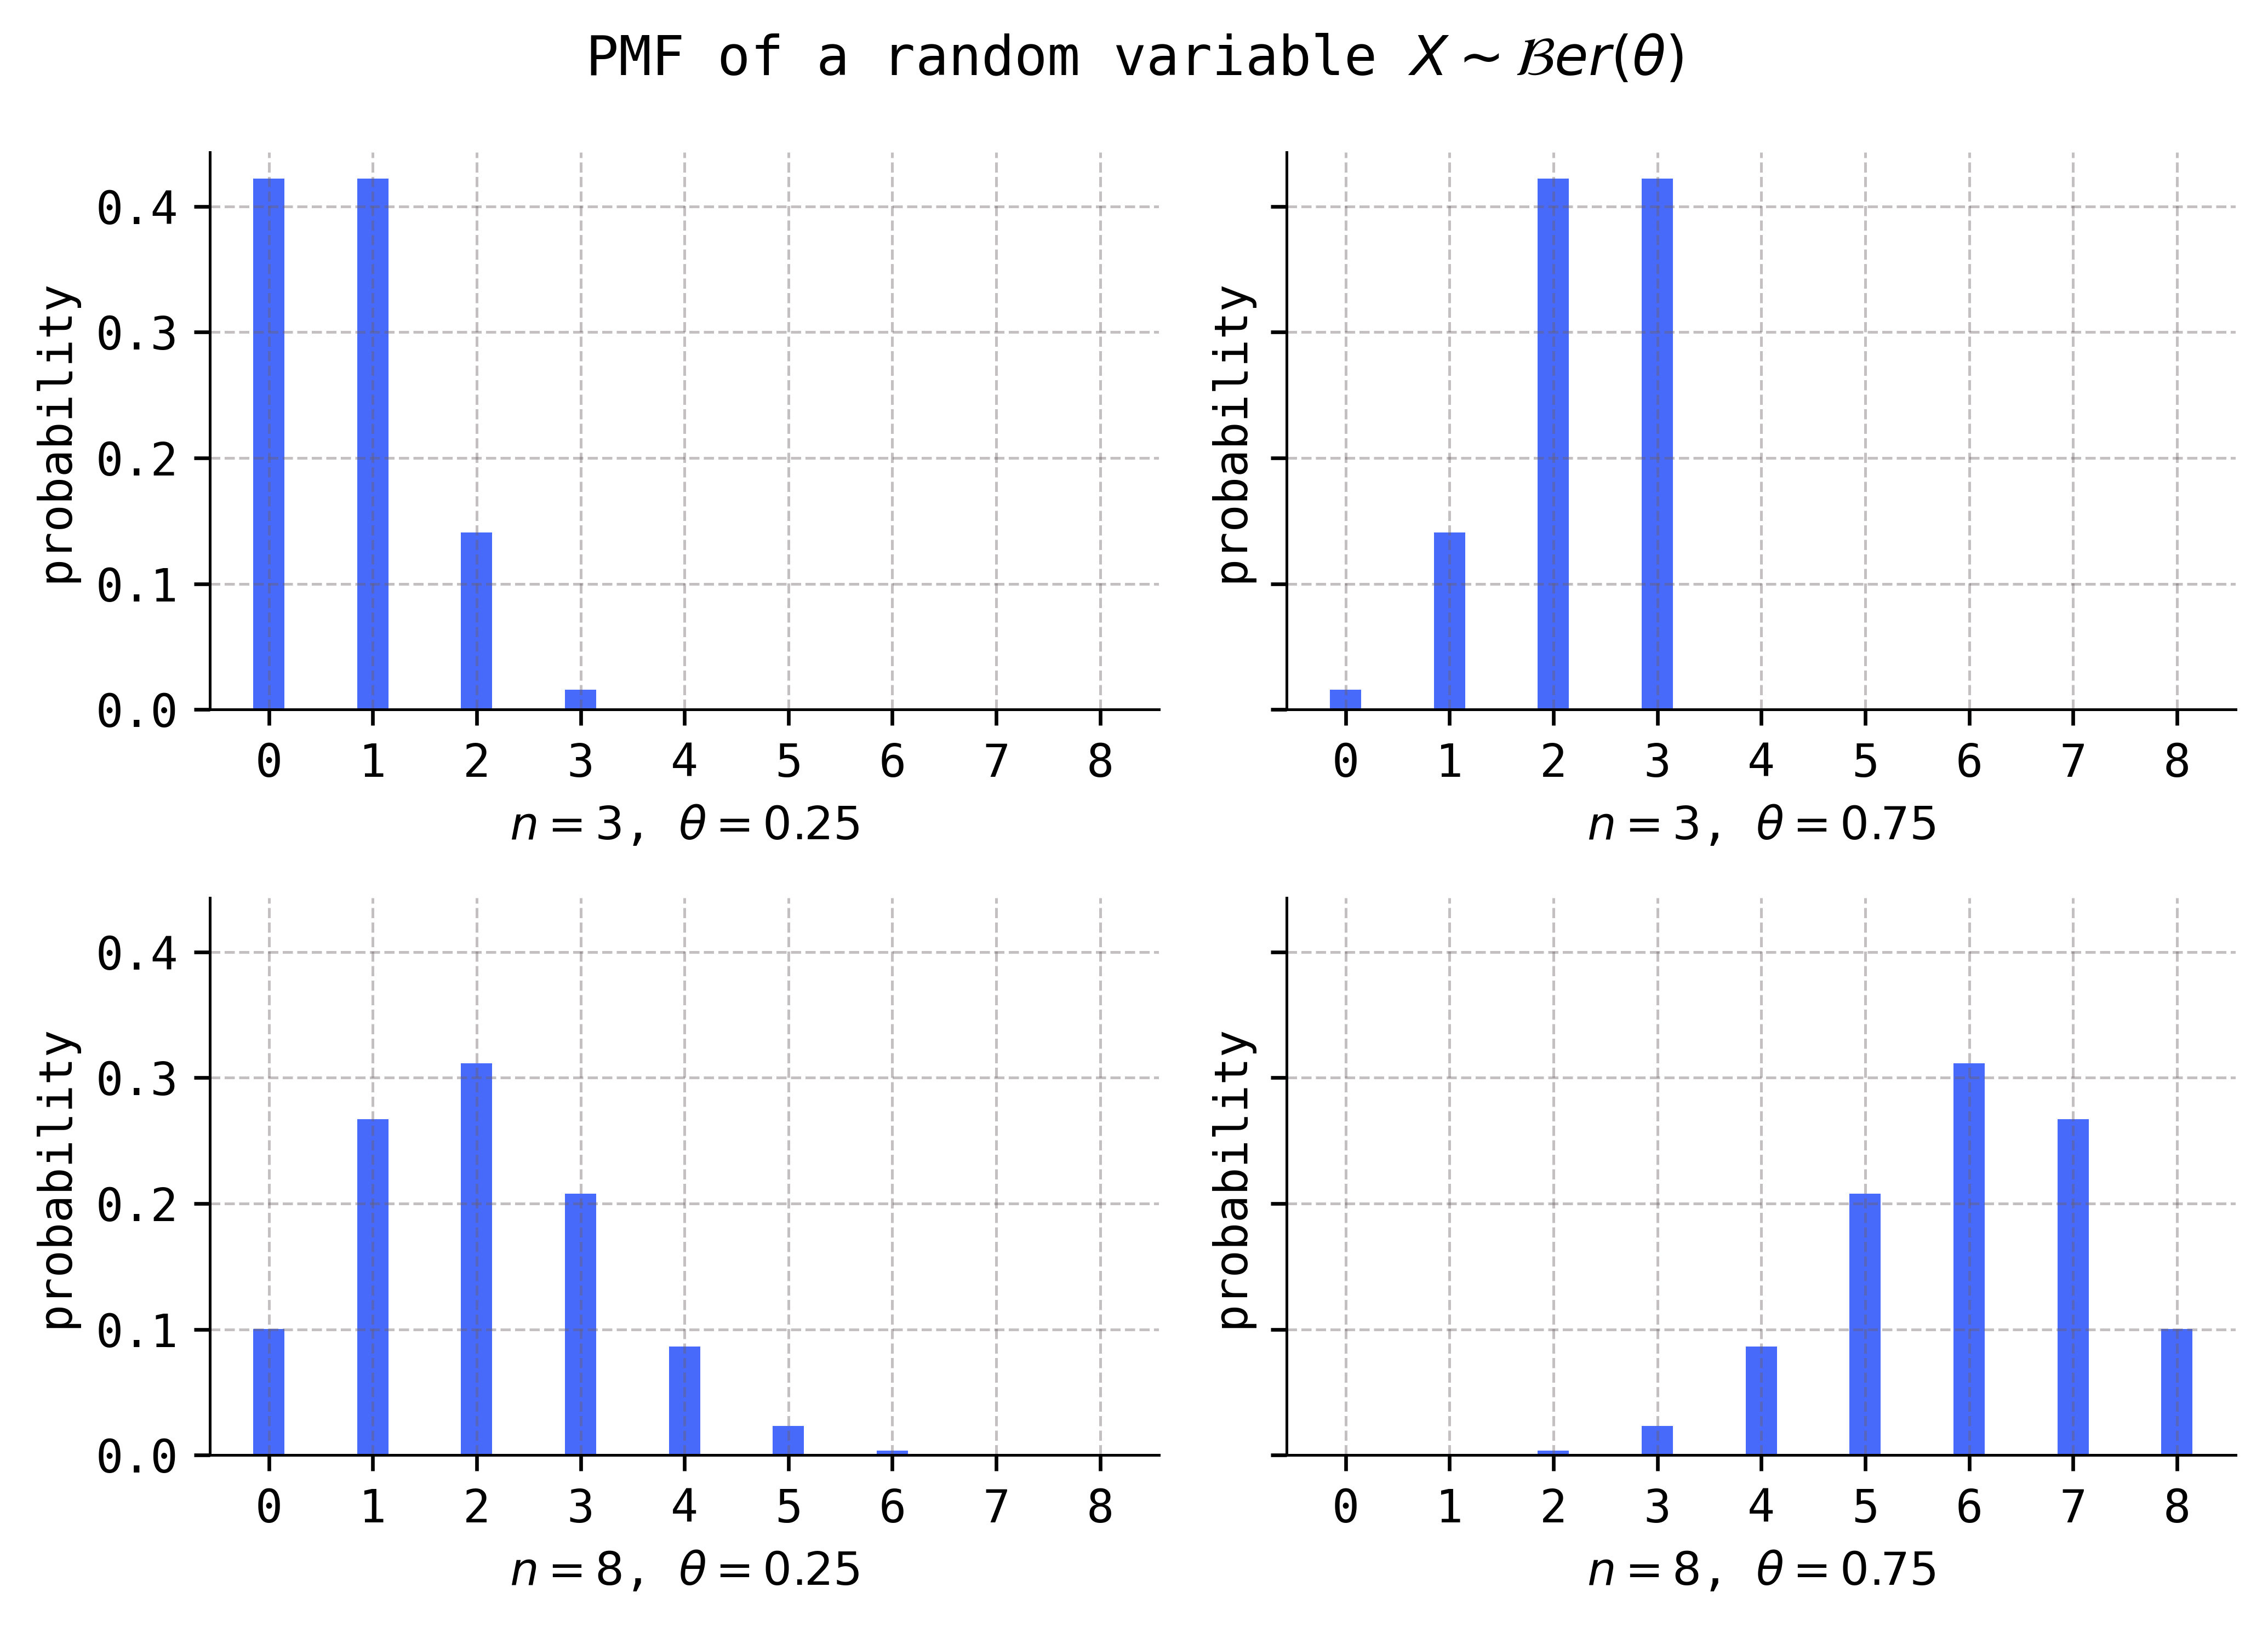 PMF of a random variable X ∼ ℬer(θ)
probability
0.4
0.3
0.2
0.1
0.0
0 1 2 3 4 5 6 7 8
n = 3, θ = 0.25
probability
0 1 2 3 4 5 6 7 8
n = 3, θ = 0.75
probability
0.4
0.3
0.2
0.1
0.0
0 1 2 3 4 5 6 7 8
n = 8, θ = 0.25
probability
0 1 2 3 4 5 6 7 8
n = 8, θ = 0.75